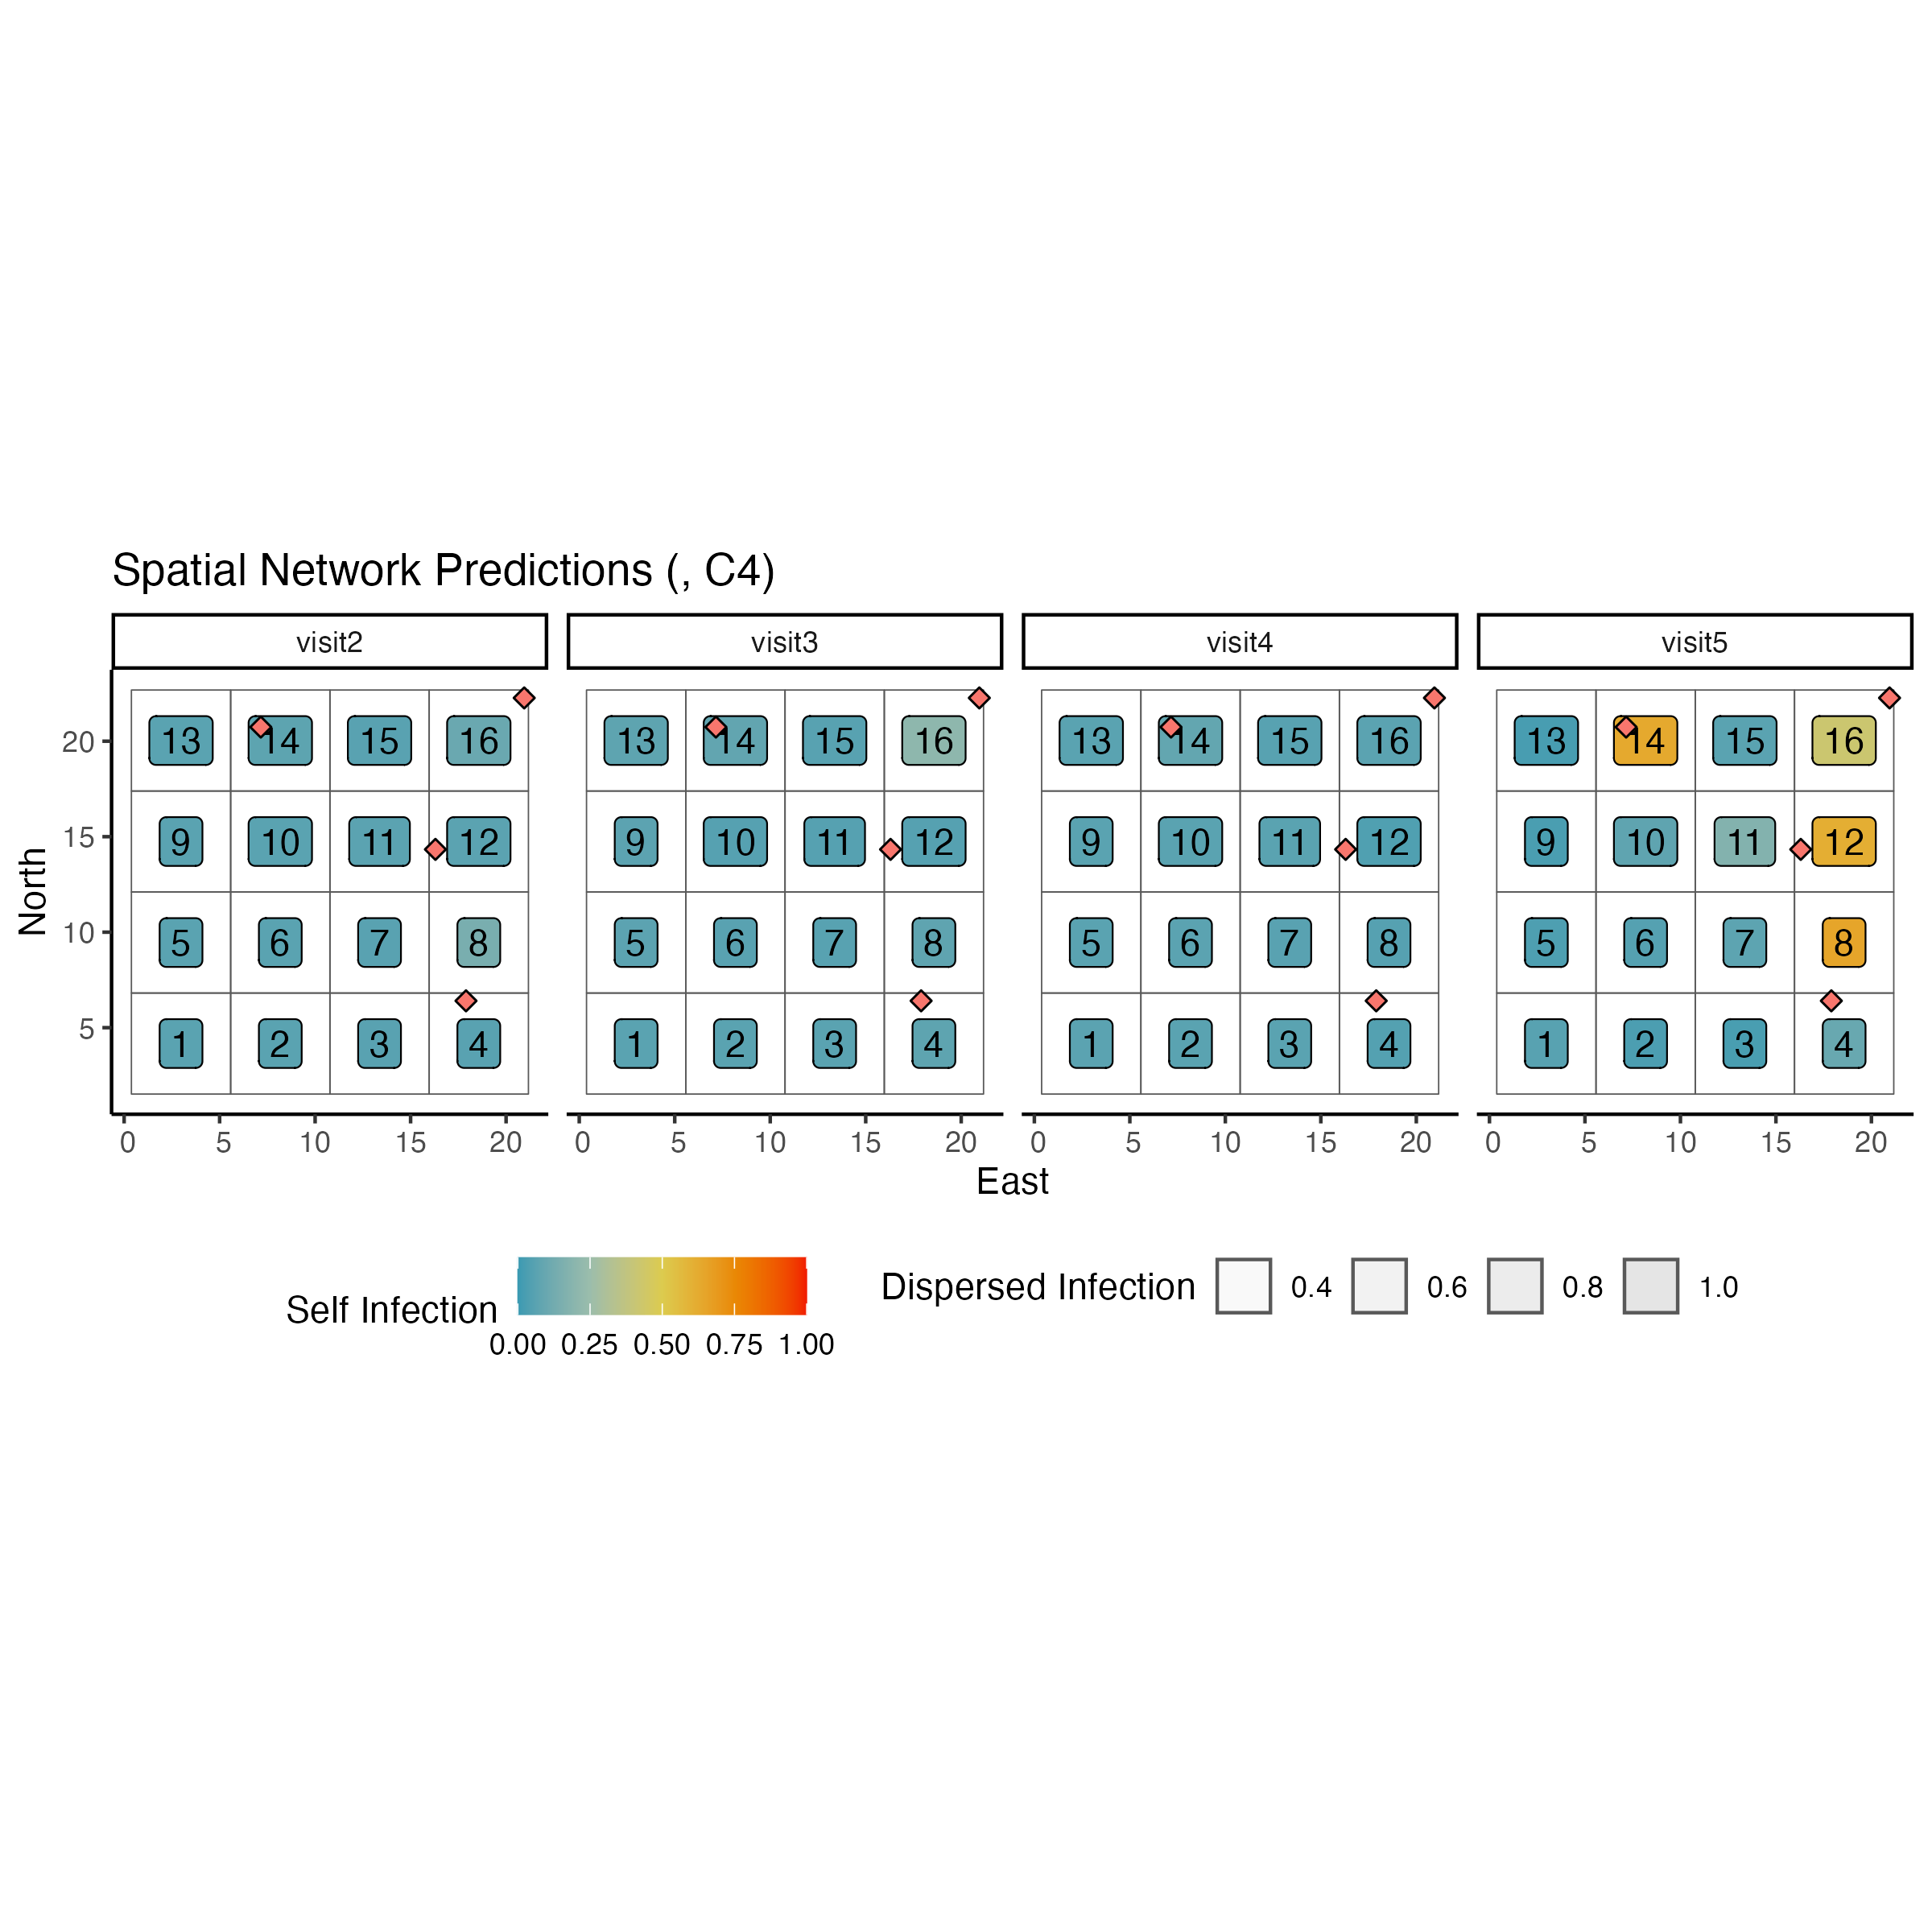 Spatial Network Predictions (, C4)
visit2 visit3 visit4 visit5
13 14 15 16 13 14 15 16 13 14 15 16 13 14 15 16
20
9 10 11 12 9 10 11 12 9 10 11 12 9 10 11 12
15
North
5 6 7 8 5 6 7 8 5 6 7 8 5 6 7 8
10
1 2 3 4 1 2 3 4 1 2 3 4 1 2 3 4
5
0 5 10 15 20 0 5 10 15 20 0 5 10 15 20 0 5 10 15 20
East
Self Infection
0.00 0.25 0.50 0.75 1.00
Dispersed Infection 0.4 0.6 0.8 1.0